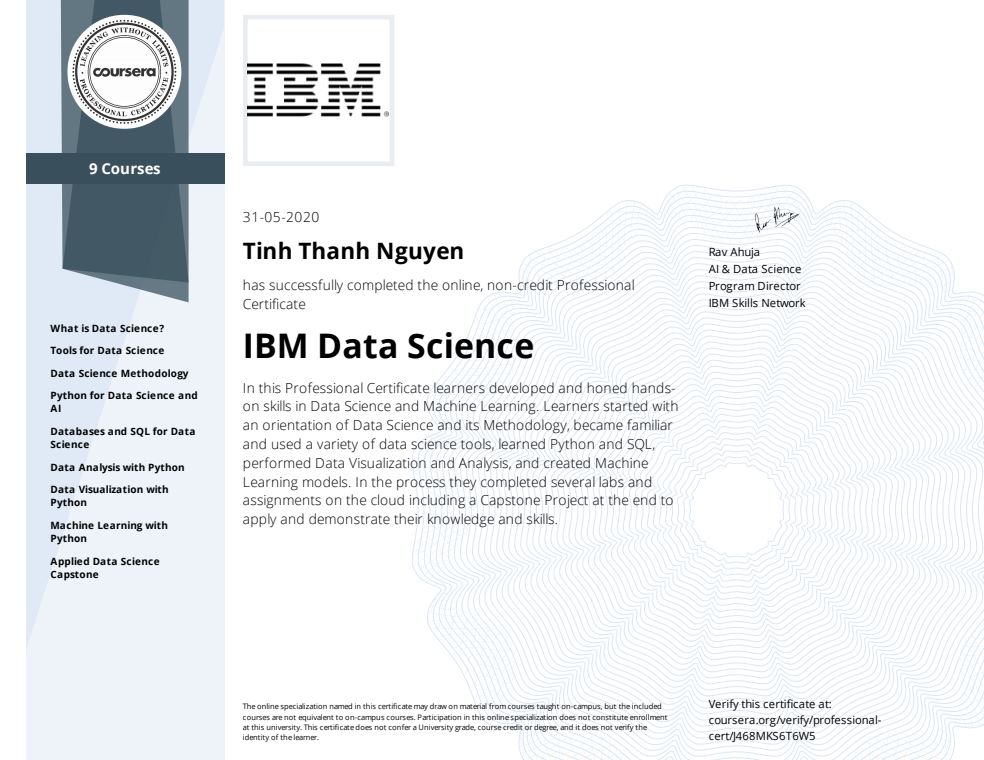 LEARNING WITHOUT LIMITS
coursera
PROFESSIONAL CERTIFICATE
IBM
®
9 Courses
What is Data Science?
Tools for Data Science
Data Science Methodology
Python for Data Science and
AI
Databases and SQL for Data
Science
Data Analysis with Python
Data Visualization with
Python
Machine Learning with
Python
Applied Data Science
Capstone
31-05-2020
Tinh Thanh Nguyen
has successfully completed the online, non-credit Professional
Certificate
IBM Data Science
In this Professional Certificate learners developed and honed hands-
on skills in Data Science and Machine Learning. Learners started with
an orientation of Data Science and its Methodology, became familiar
and used a variety of data science tools, learned Python and SQL,
performed Data Visualization and Analysis, and created Machine
Learning models. In the process they completed several labs and
assignments on the cloud including a Capstone Project at the end to
apply and demonstrate their knowledge and skills.
Rav Ahuja
Rav Ahuja
AI & Data Science
Program Director
IBM Skills Network
The online specialization named in this certificate may draw on material from courses taught on-campus, but the included
courses are not equivalent to on-campus courses. Participation in this online specialization does not constitute enrollment
at this university. This certificate does not confer a University grade, course credit or degree, and it does not verify the
identity of the learner.
Verify this certificate at:
coursera.org/verify/professional-
cert/J468MKS6T6W5